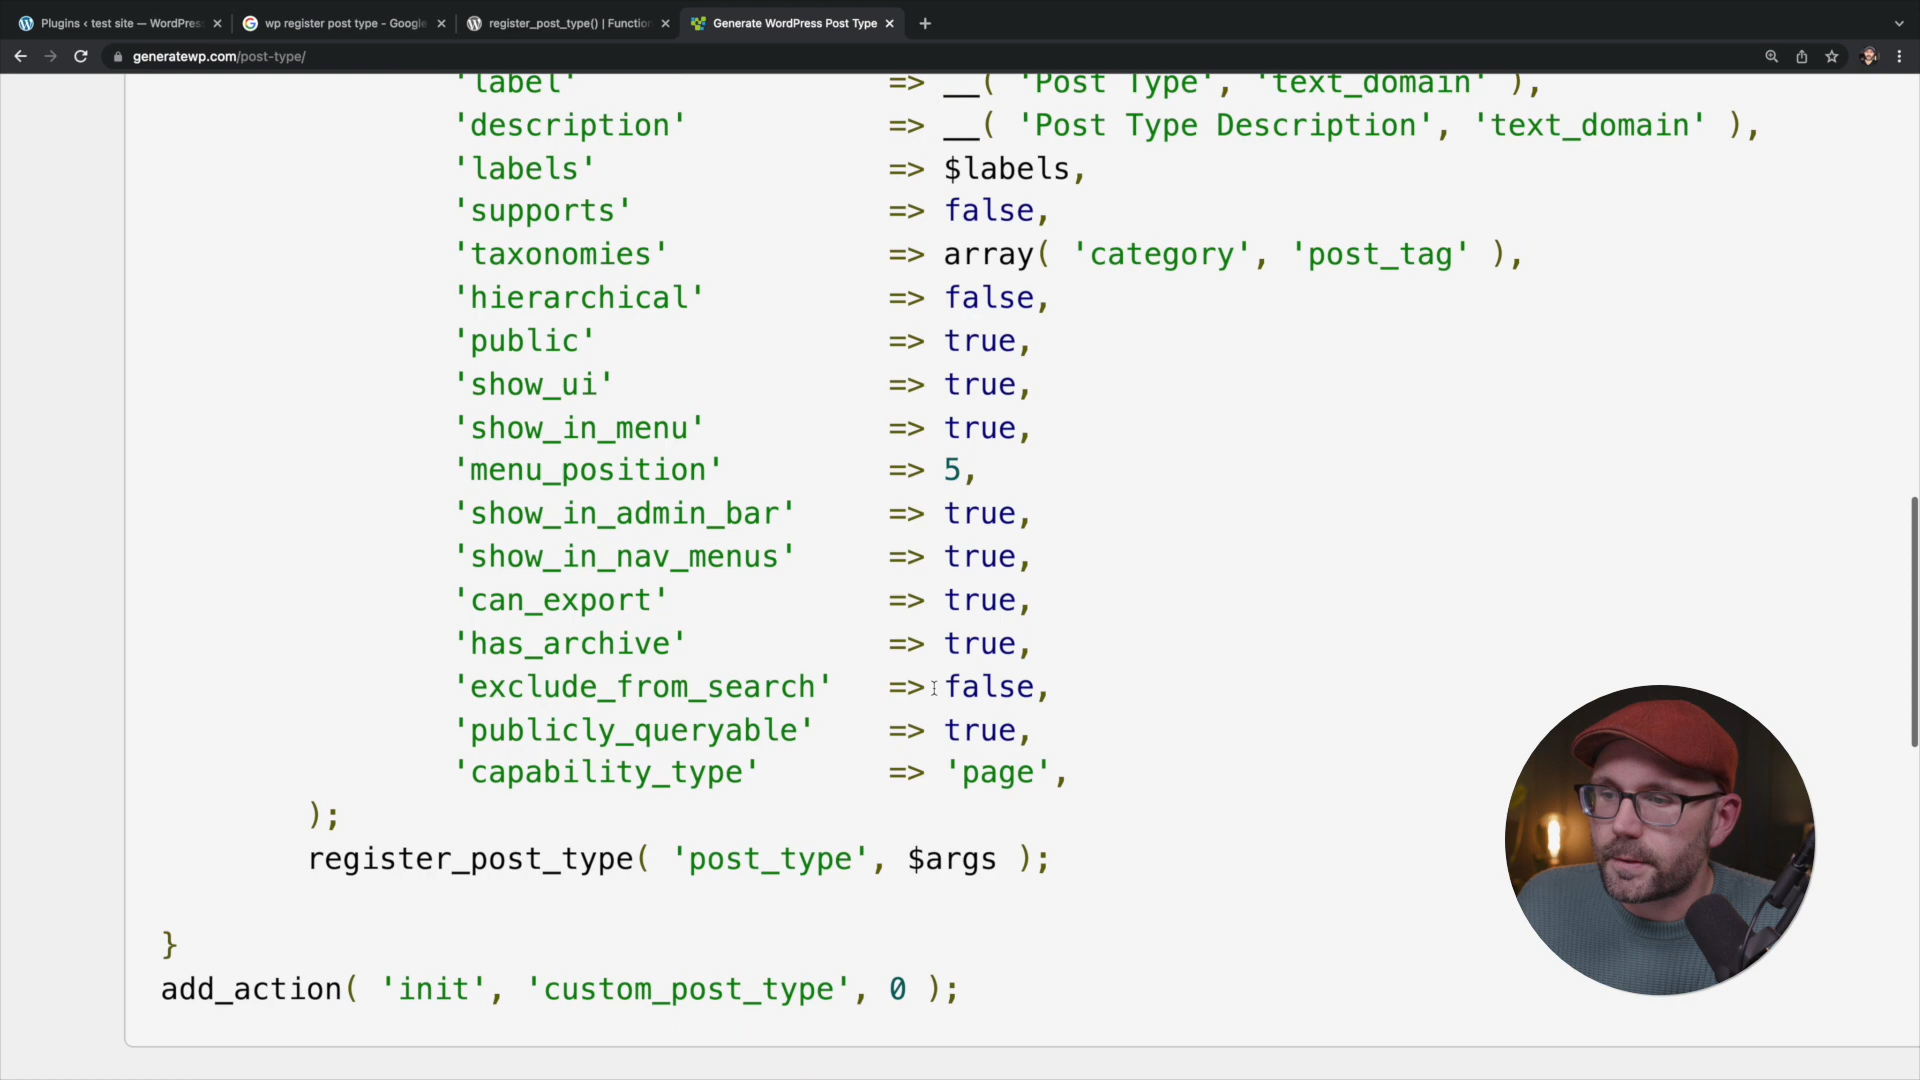 Plugins ‹ test site — WordPres
wp register post type - Google
register_post_type() | Functio
Generate WordPress Post Type
generatewp.com/post-type/
'label' => __( 'Post Type', 'text_domain' ),
'description' => __( 'Post Type Description', 'text_domain' ),
'labels' => $labels,
'supports' => false,
'taxonomies' => array( 'category', 'post_tag' ),
'hierarchical' => false,
'public' => true,
'show_ui' => true,
'show_in_menu' => true,
'menu_position' => 5,
'show_in_admin_bar' => true,
'show_in_nav_menus' => true,
'can_export' => true,
'has_archive' => true,
'exclude_from_search' => false,
'publicly_queryable' => true,
'capability_type' => 'page',
);
register_post_type( 'post_type', $args );
}
add_action( 'init', 'custom_post_type', 0 );